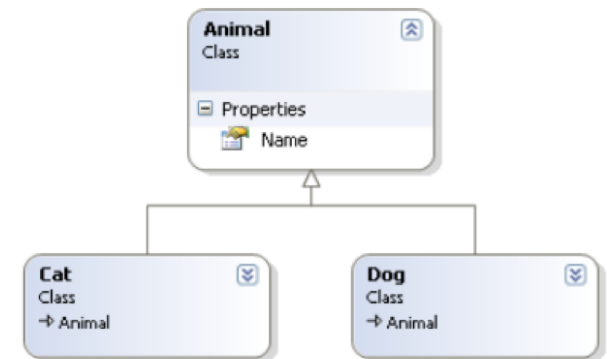 Animal
Class
Properties
Name
Cat
Class
Animal
Dog
Class
Animal